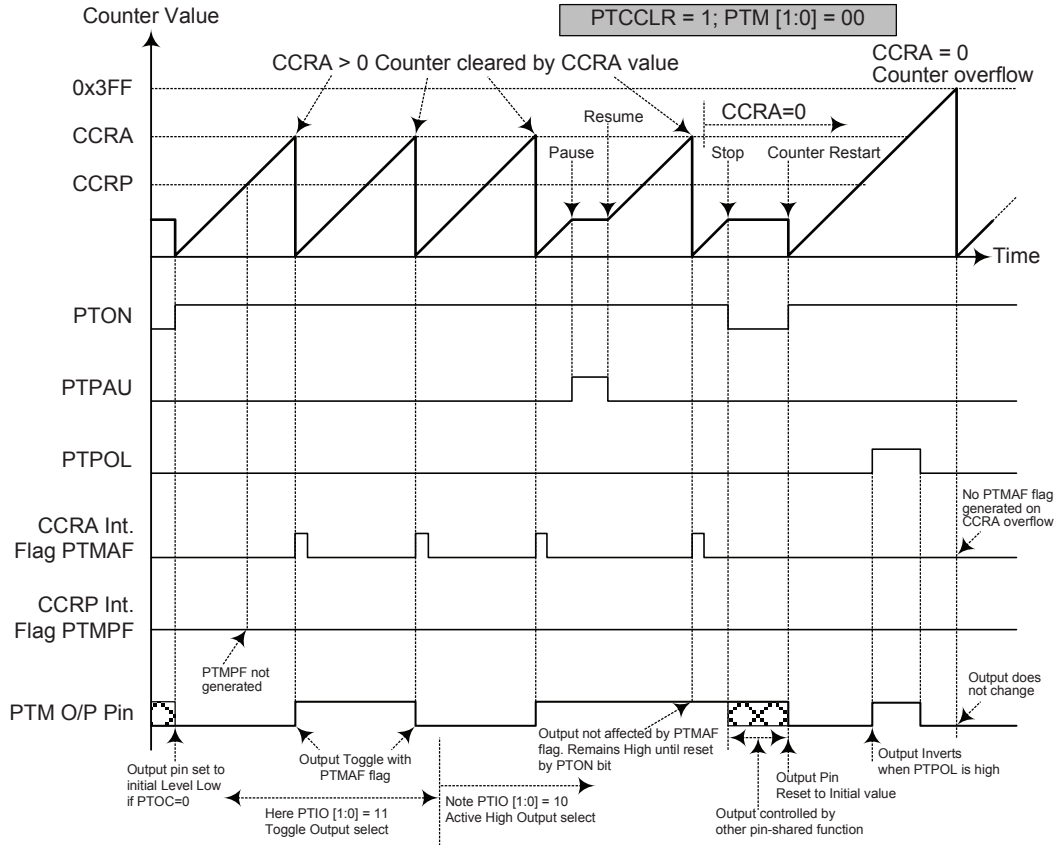 Counter Value
PTCCLR = 1; PTM [1:0] = 00
CCRA = 0
Counter overflow
CCRA > 0 Counter cleared by CCRA value
0x3FF
Resume
CCRA=0
CCRA
Pause
Stop
Counter Restart
CCRP
Time
PTON
PTPAU
PTPOL
No PTMAF flag
generated on
CCRA overflow
CCRA Int.
Flag PTMAF
CCRP Int.
Flag PTMPF
PTMPF not
generated
Output does
not change
PTM O/P Pin
Output not affected by PTMAF
flag. Remains High until reset
by PTON bit
Output Toggle with
PTMAF flag
Output Inverts
when PTPOL is high
Output pin set to
initial Level Low
if PTOC=0
Output Pin
Reset to Initial value
Here PTIO [1:0] = 11
Toggle Output select
Note PTIO [1:0] = 10
Active High Output select
Output controlled by
other pin-shared function